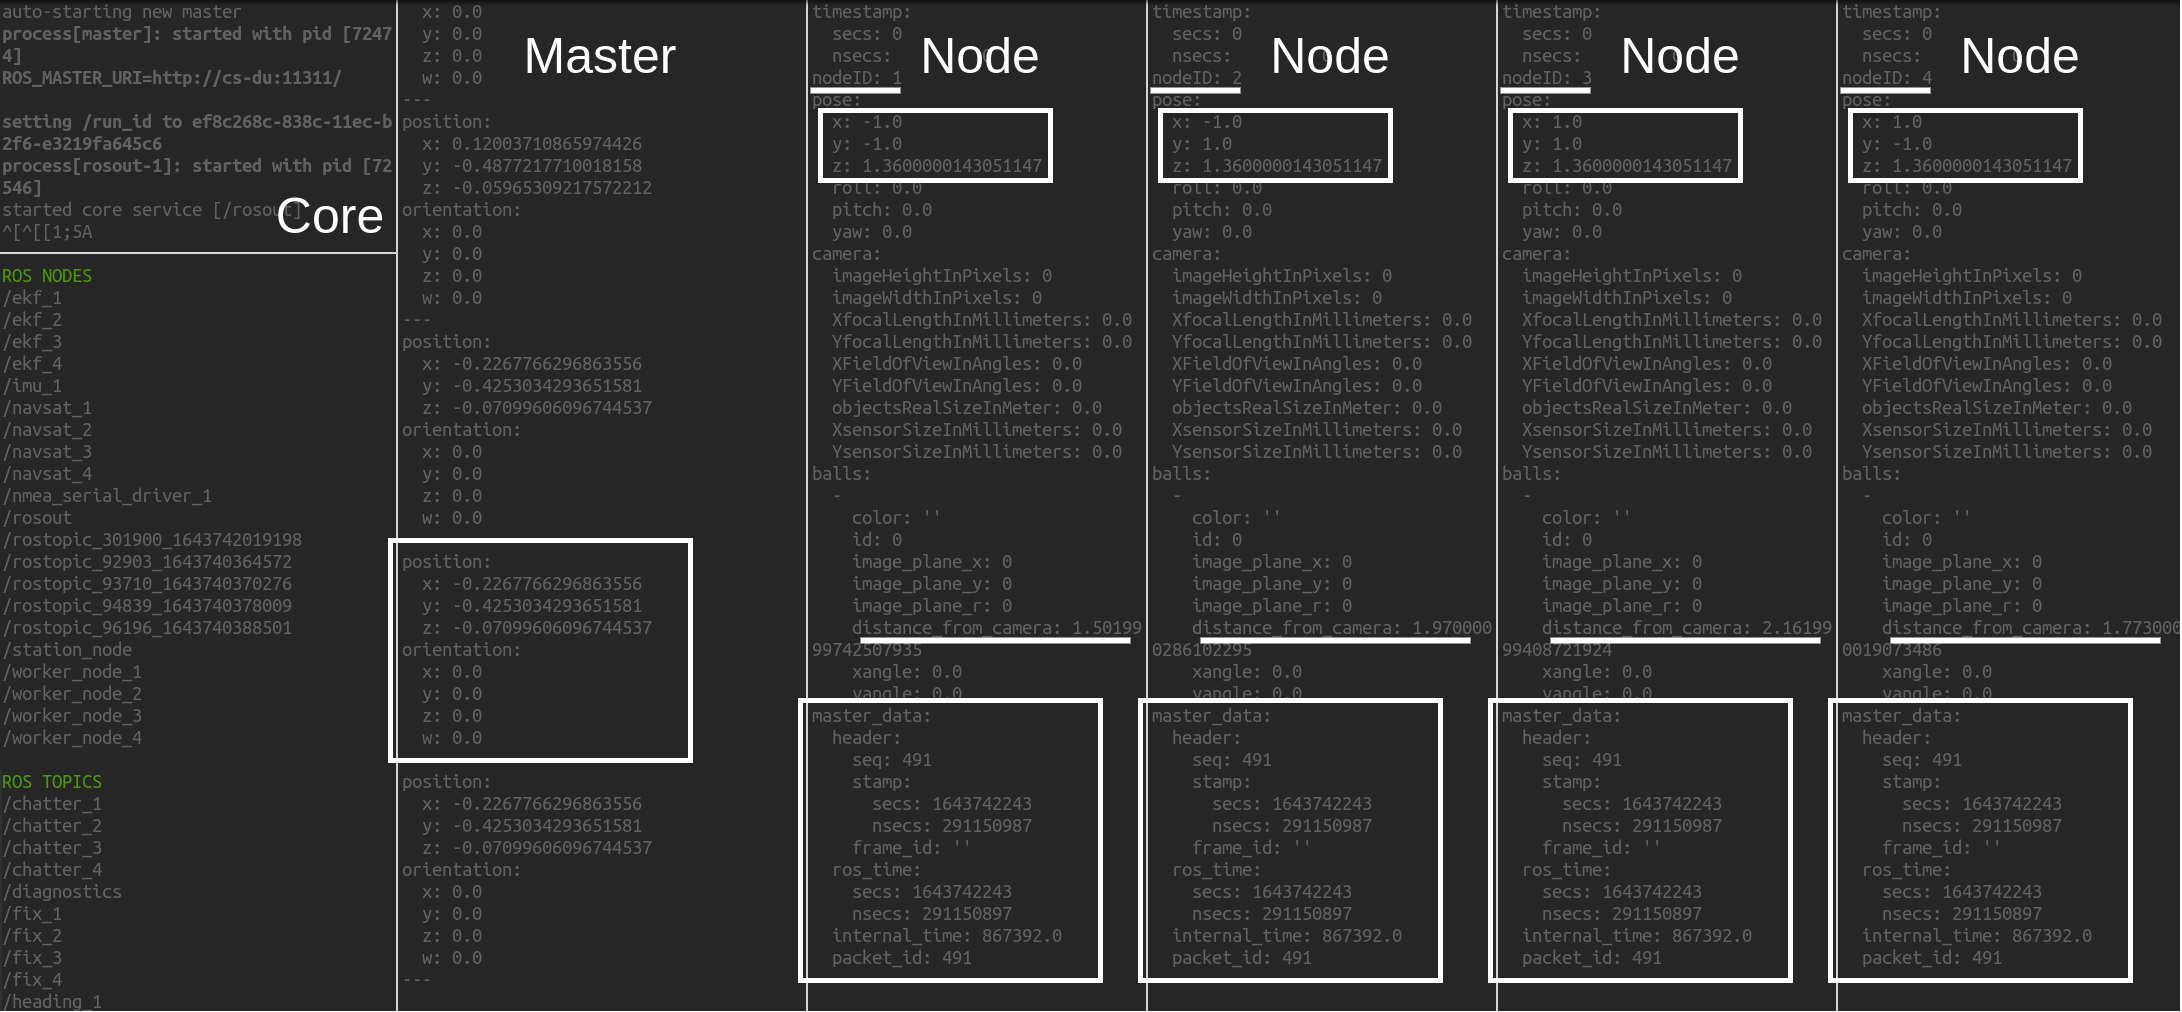 auto-starting new master
process[master]: started with pid [7247
4]
ROS_MASTER_URI=http://cs-du:11311/
setting /run_id to ef8c268c-838c-11ec-b
2f6-e3219fa645c6
process[rosout-1]: started with pid [72
546]
started core service [/rosout]
^[^[[1;5A
Core
ROS NODES
/ekf_1
/ekf_2
/ekf_3
/ekf_4
/imu_1
/navsat_1
/navsat_2
/navsat_3
/navsat_4
/nmea_serial_driver_1
/rosout
/rostopic_301900_1643742019198
/rostopic_92903_1643740364572
/rostopic_93710_1643740370276
/rostopic_94839_1643740378009
/rostopic_96196_1643740388501
/station_node
/worker_node_1
/worker_node_2
/worker_node_3
/worker_node_4
ROS TOPICS
/chatter_1
/chatter_2
/chatter_3
/chatter_4
/diagnostics
/fix_1
/fix_2
/fix_3
/fix_4
/heading_1
Master
x: 0.0
y: 0.0
z: 0.0
w: 0.0
---
position:
x: 0.12003710865974426
y: -0.4877217710018158
z: -0.05965309217572212
orientation:
x: 0.0
y: 0.0
z: 0.0
w: 0.0
---
position:
x: -0.2267766296863556
y: -0.4253034293651581
z: -0.07099606096744537
orientation:
x: 0.0
y: 0.0
z: 0.0
w: 0.0
position:
x: -0.2267766296863556
y: -0.4253034293651581
z: -0.07099606096744537
orientation:
x: 0.0
y: 0.0
z: 0.0
w: 0.0
position:
x: -0.2267766296863556
y: -0.4253034293651581
z: -0.07099606096744537
orientation:
x: 0.0
y: 0.0
z: 0.0
w: 0.0
---
Node
timestamp:
secs: 0
nsecs: 0
nodeID: 1
pose:
x: -1.0
y: -1.0
z: 1.3600000143051147
roll: 0.0
pitch: 0.0
yaw: 0.0
camera:
imageHeightInPixels: 0
imageWidthInPixels: 0
XfocalLengthInMillimeters: 0.0
YfocalLengthInMillimeters: 0.0
XFieldOfViewInAngles: 0.0
YFieldOfViewInAngles: 0.0
objectsRealSizeInMeter: 0.0
XsensorSizeInMillimeters: 0.0
YsensorSizeInMillimeters: 0.0
balls:
-
color: ''
id: 0
image_plane_x: 0
image_plane_y: 0
image_plane_r: 0
distance_from_camera: 1.50199
99742507935
xangle: 0.0
yangle: 0.0
master_data:
header:
seq: 491
stamp:
secs: 1643742243
nsecs: 291150987
frame_id: ''
ros_time:
secs: 1643742243
nsecs: 291150897
internal_time: 867392.0
packet_id: 491
Node
timestamp:
secs: 0
nsecs: 0
nodeID: 2
pose:
x: -1.0
y: 1.0
z: 1.3600000143051147
roll: 0.0
pitch: 0.0
yaw: 0.0
camera:
imageHeightInPixels: 0
imageWidthInPixels: 0
XfocalLengthInMillimeters: 0.0
YfocalLengthInMillimeters: 0.0
XFieldOfViewInAngles: 0.0
YFieldOfViewInAngles: 0.0
objectsRealSizeInMeter: 0.0
XsensorSizeInMillimeters: 0.0
YsensorSizeInMillimeters: 0.0
balls:
-
color: ''
id: 0
image_plane_x: 0
image_plane_y: 0
image_plane_r: 0
distance_from_camera: 1.970000
0286102295
xangle: 0.0
yangle: 0.0
master_data:
header:
seq: 491
stamp:
secs: 1643742243
nsecs: 291150987
frame_id: ''
ros_time:
secs: 1643742243
nsecs: 291150897
internal_time: 867392.0
packet_id: 491
Node
timestamp:
secs: 0
nsecs: 0
nodeID: 3
pose:
x: 1.0
y: 1.0
z: 1.3600000143051147
roll: 0.0
pitch: 0.0
yaw: 0.0
camera:
imageHeightInPixels: 0
imageWidthInPixels: 0
XfocalLengthInMillimeters: 0.0
YfocalLengthInMillimeters: 0.0
XFieldOfViewInAngles: 0.0
YFieldOfViewInAngles: 0.0
objectsRealSizeInMeter: 0.0
XsensorSizeInMillimeters: 0.0
YsensorSizeInMillimeters: 0.0
balls:
-
color: ''
id: 0
image_plane_x: 0
image_plane_y: 0
image_plane_r: 0
distance_from_camera: 2.16199
99408721924
xangle: 0.0
yangle: 0.0
master_data:
header:
seq: 491
stamp:
secs: 1643742243
nsecs: 291150987
frame_id: ''
ros_time:
secs: 1643742243
nsecs: 291150897
internal_time: 867392.0
packet_id: 491
Node
timestamp:
secs: 0
nsecs: 0
nodeID: 4
pose:
x: 1.0
y: -1.0
z: 1.3600000143051147
roll: 0.0
pitch: 0.0
yaw: 0.0
camera:
imageHeightInPixels: 0
imageWidthInPixels: 0
XfocalLengthInMillimeters: 0.0
YfocalLengthInMillimeters: 0.0
XFieldOfViewInAngles: 0.0
YFieldOfViewInAngles: 0.0
objectsRealSizeInMeter: 0.0
XsensorSizeInMillimeters: 0.0
YsensorSizeInMillimeters: 0.0
balls:
-
color: ''
id: 0
image_plane_x: 0
image_plane_y: 0
image_plane_r: 0
distance_from_camera: 1.773000
0019073486
xangle: 0.0
yangle: 0.0
master_data:
header:
seq: 491
stamp:
secs: 1643742243
nsecs: 291150987
frame_id: ''
ros_time:
secs: 1643742243
nsecs: 291150897
internal_time: 867392.0
packet_id: 491